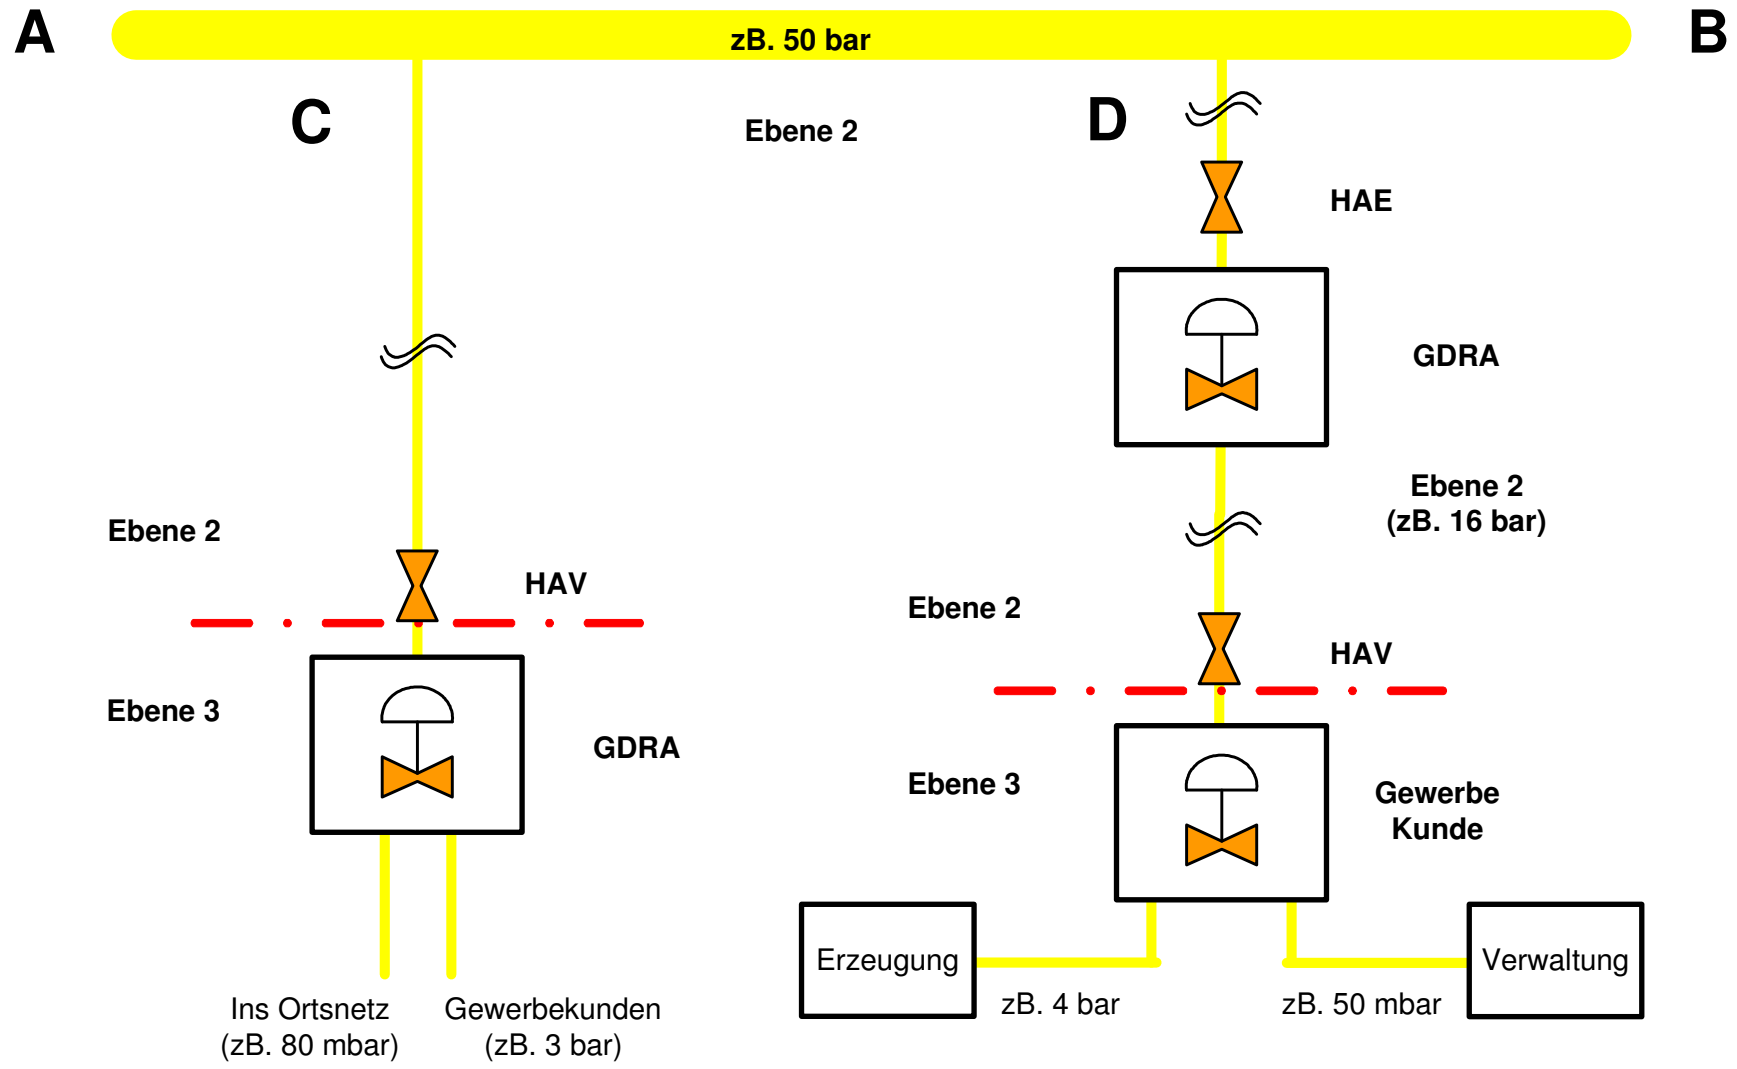 A
zB. 50 bar
B
C
Ebene 2
D
HAE
GDRA
Ebene 2
(zB. 16 bar)
Ebene 2
HAV
Ebene 2
HAV
Ebene 3
GDRA
Ebene 3
Gewerbe
Kunde
Erzeugung
Verwaltung
zB. 4 bar
zB. 50 mbar
Ins Ortsnetz
(zB. 80 mbar)
Gewerbekunden
(zB. 3 bar)